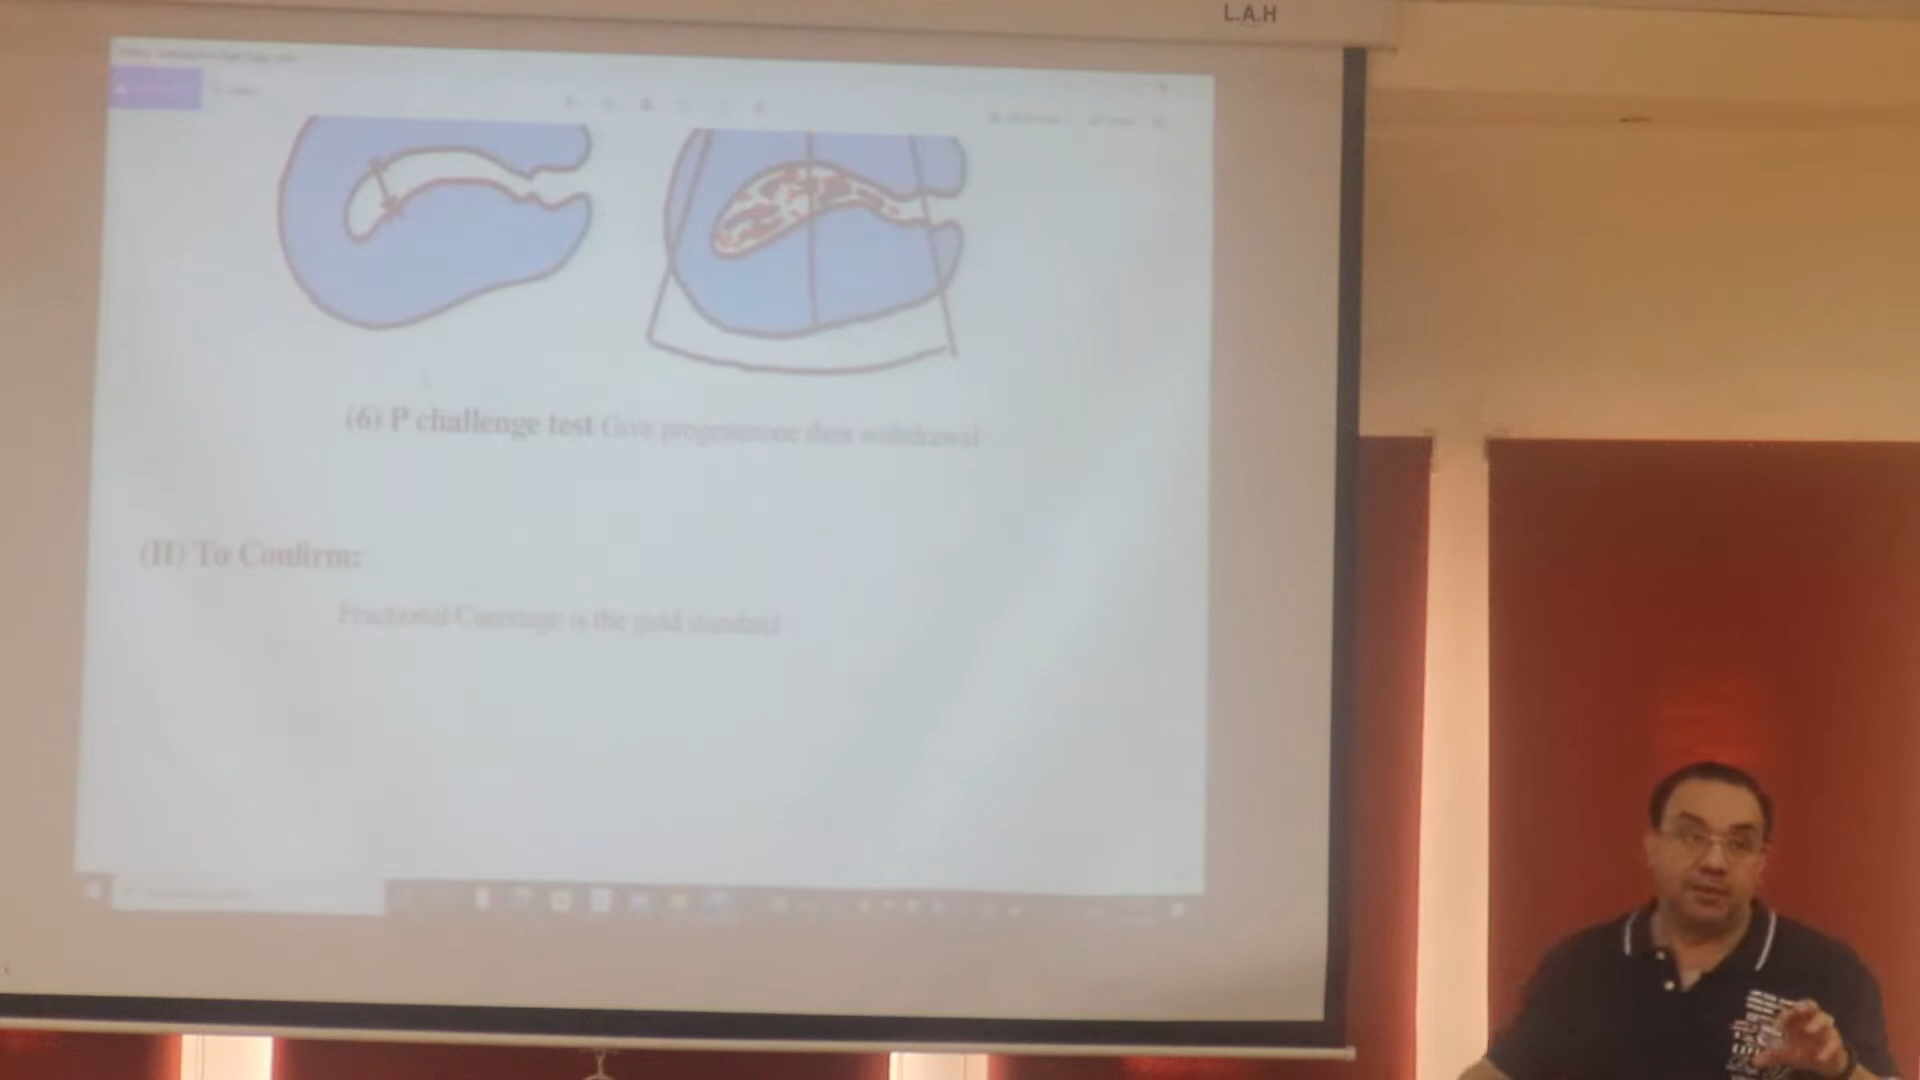 L.A.H
(6) P challenge test Give progesterone then withdrawal
(II) To Confirm:
Fractional Curettage is the gold standard